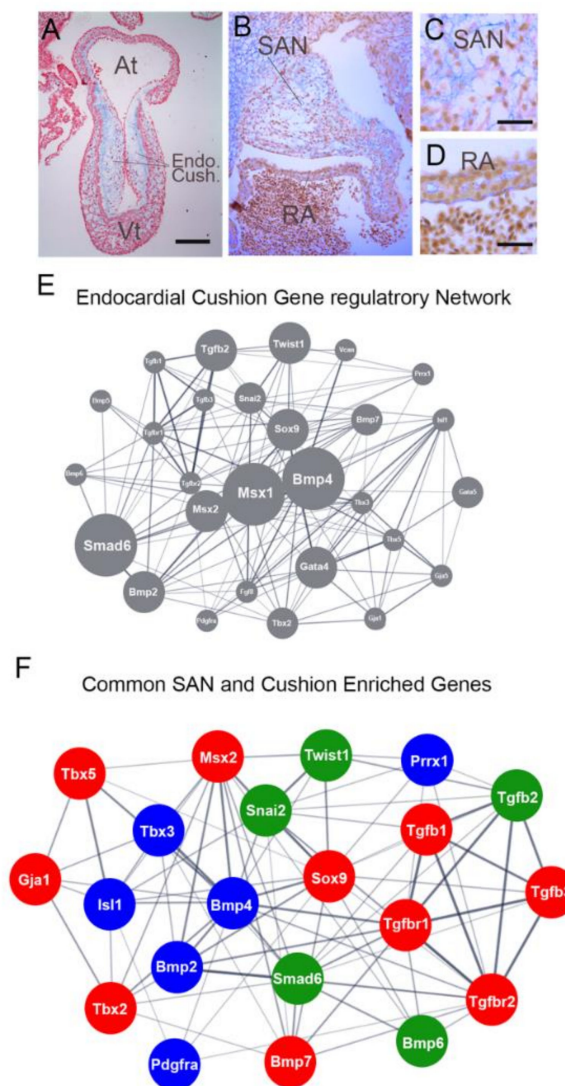 A
At
Endo.
Cush.
Vt
B
SAN
RA
C
SAN
D
RA
E
Endocardial Cushion Gene regulatrory Network
Tgfb2
Twist1
Vcan
Tgfb1
Prrx1
Bmp5
Tgfb3
Snai2
Bmp7
Isl1
Tgfbr1
Sox9
Bmp6
Tgfbr2
Msx1
Bmp4
Gata5
Msx2
Tbx3
Smad6
Tbx5
Gata4
Gja5
Bmp2
Fgf8
Pdgfra
Tbx2
Gja1
F
Common SAN and Cushion Enriched Genes
Twist1
Msx2
Prrx1
Tbx5
Tgfb2
Snai2
Tbx3
Tgfb1
Gja1
Sox9
Tgfb3
Isl1
Bmp4
Tgfbr1
Bmp2
Smad6
Tgfbr2
Tbx2
Bmp6
Pdgfra
Bmp7